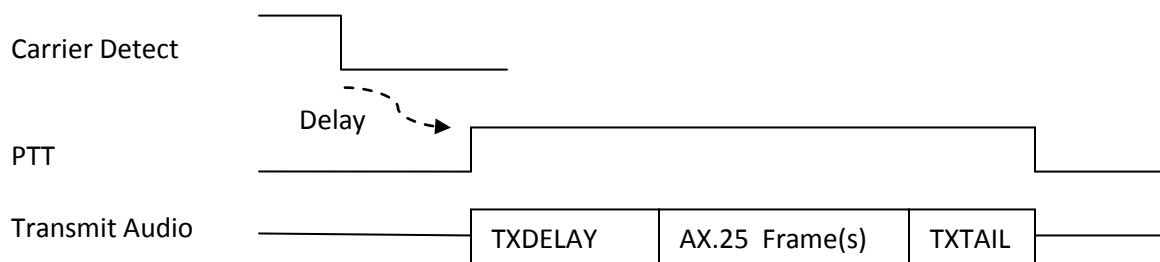 Carrier Detect
Delay
PTT
Transmit Audio
TXDELAY
AX.25 Frame(s)
TXTAIL